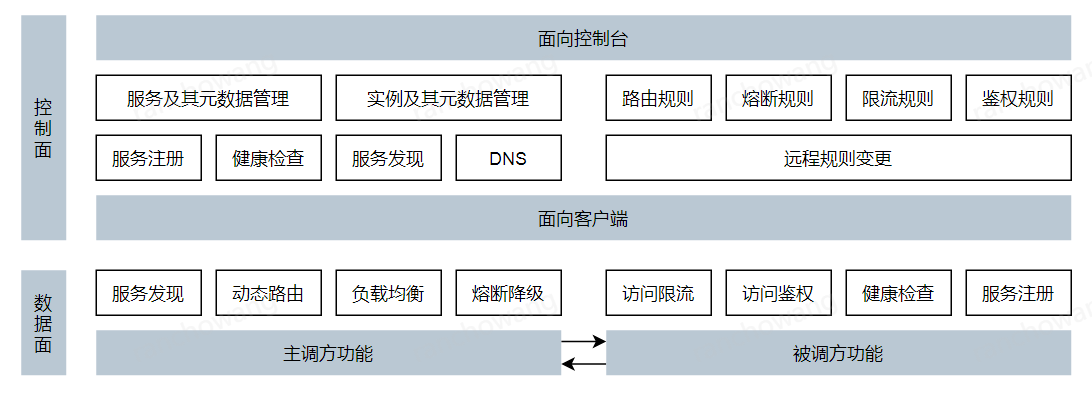 控制面
面向控制台
服务及其元数据管理
实例及其元数据管理
路由规则
熔断规则
限流规则
鉴权规则
服务注册
健康检查
服务发现
DNS
远程规则变更
面向客户端
数据面
服务发现
动态路由
负载均衡
熔断降级
访问限流
访问鉴权
健康检查
服务注册
主调方功能
被调方功能